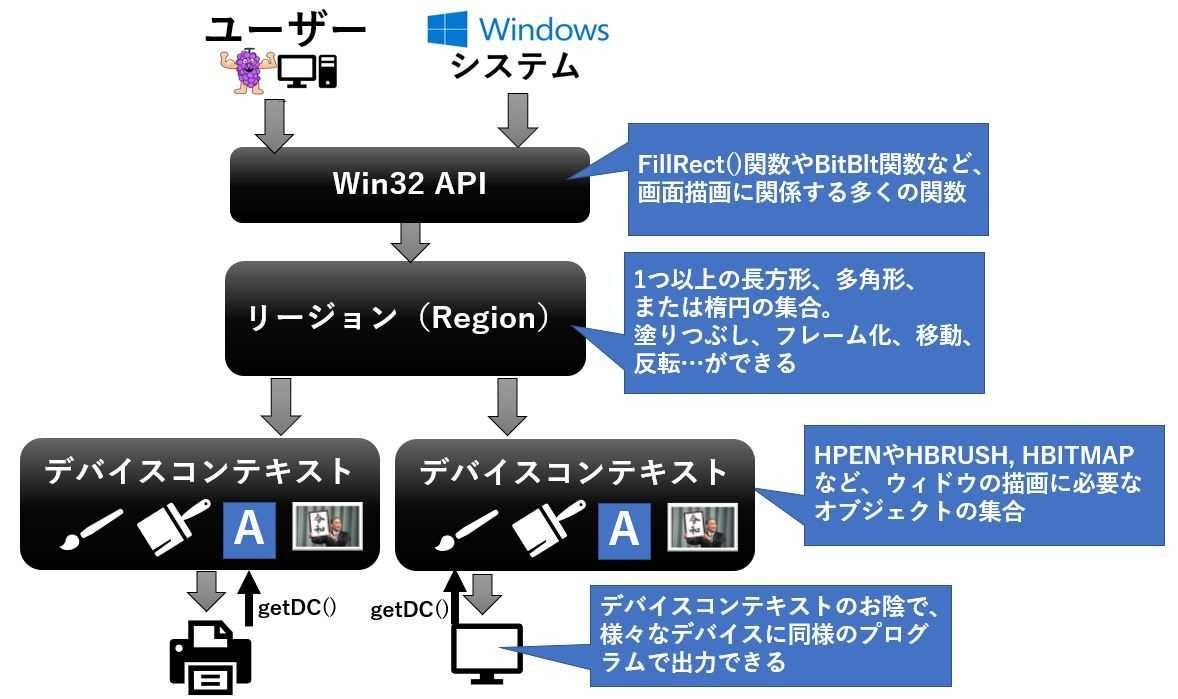 ユーザー
Windows
システム
Win32 API
FillRect()関数やBitBlt関数など、
画面描画に関係する多くの関数
リージョン（Region）
1つ以上の長方形、多角形、
または楕円の集合。
塗りつぶし、フレーム化、移動、
反転…ができる
デバイスコンテキスト
A
デバイスコンテキスト
A
HPENやHBRUSH, HBITMAP
など、ウィドウの描画に必要な
オブジェクトの集合
getDC()
getDC()
デバイスコンテキストのお陰で、
様々なデバイスに同様のプログ
ラムで出力できる
令和
令和